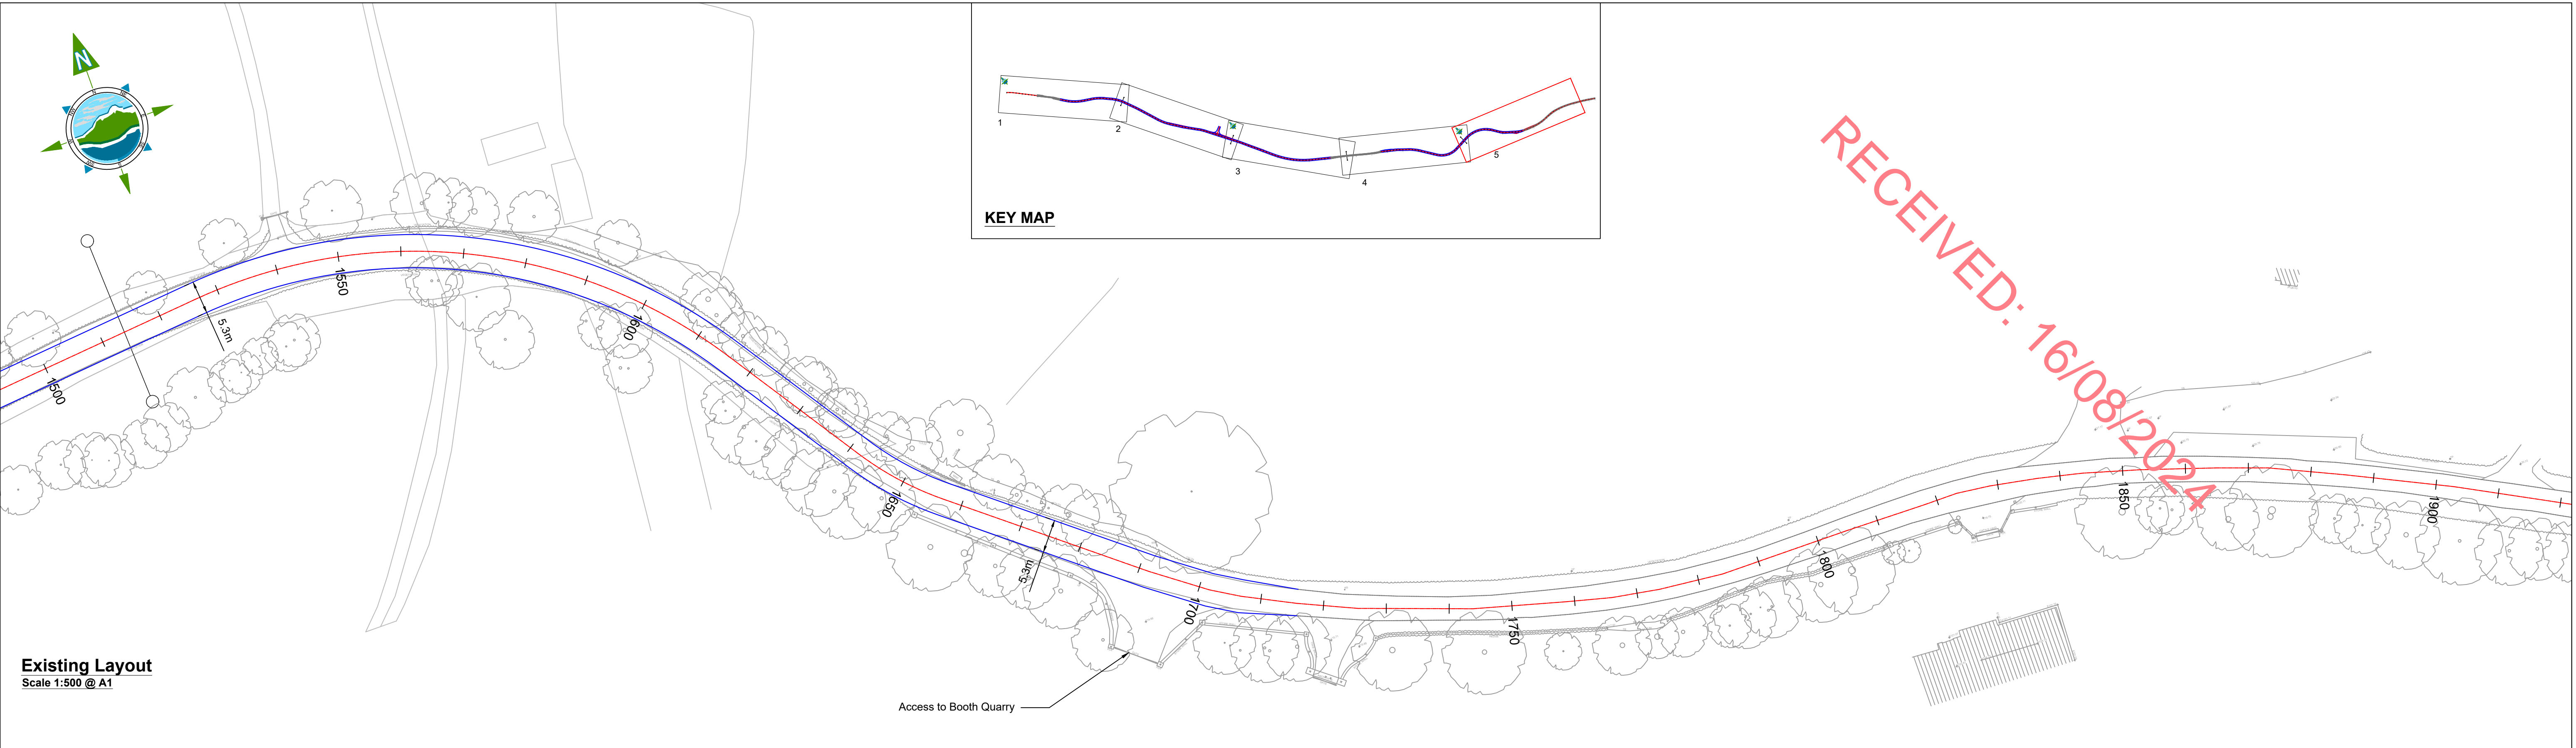 N
1
2
3
4
5
KEY MAP
RECEIVED: 16/08/2024
1500
5.3m
1550
1600
1650
5.3m
1700
1750
1800
1850
1900
Existing Layout
Scale 1:500 @ A1
Access to Booth Quarry